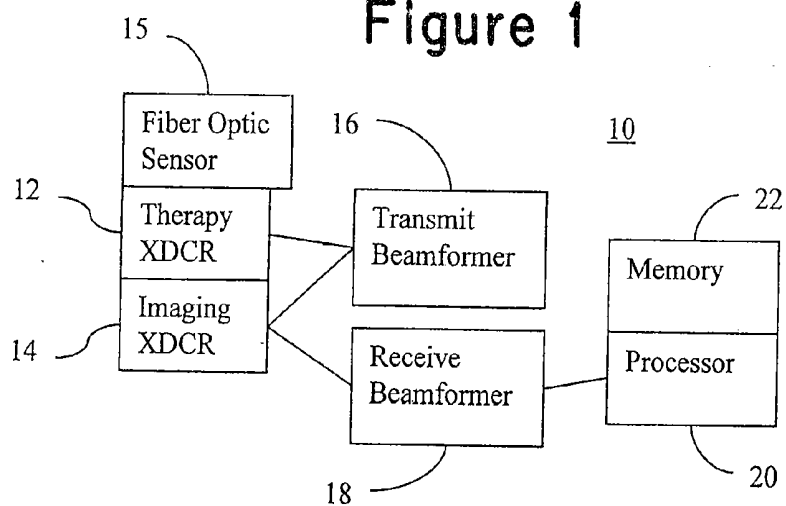 Figure 1
15
Fiber Optic
Sensor
16
10
12
Therapy
XDCR
Transmit
Beamformer
22
Memory
Imaging
XDCR
14
Receive
Beamformer
Processor
18
20